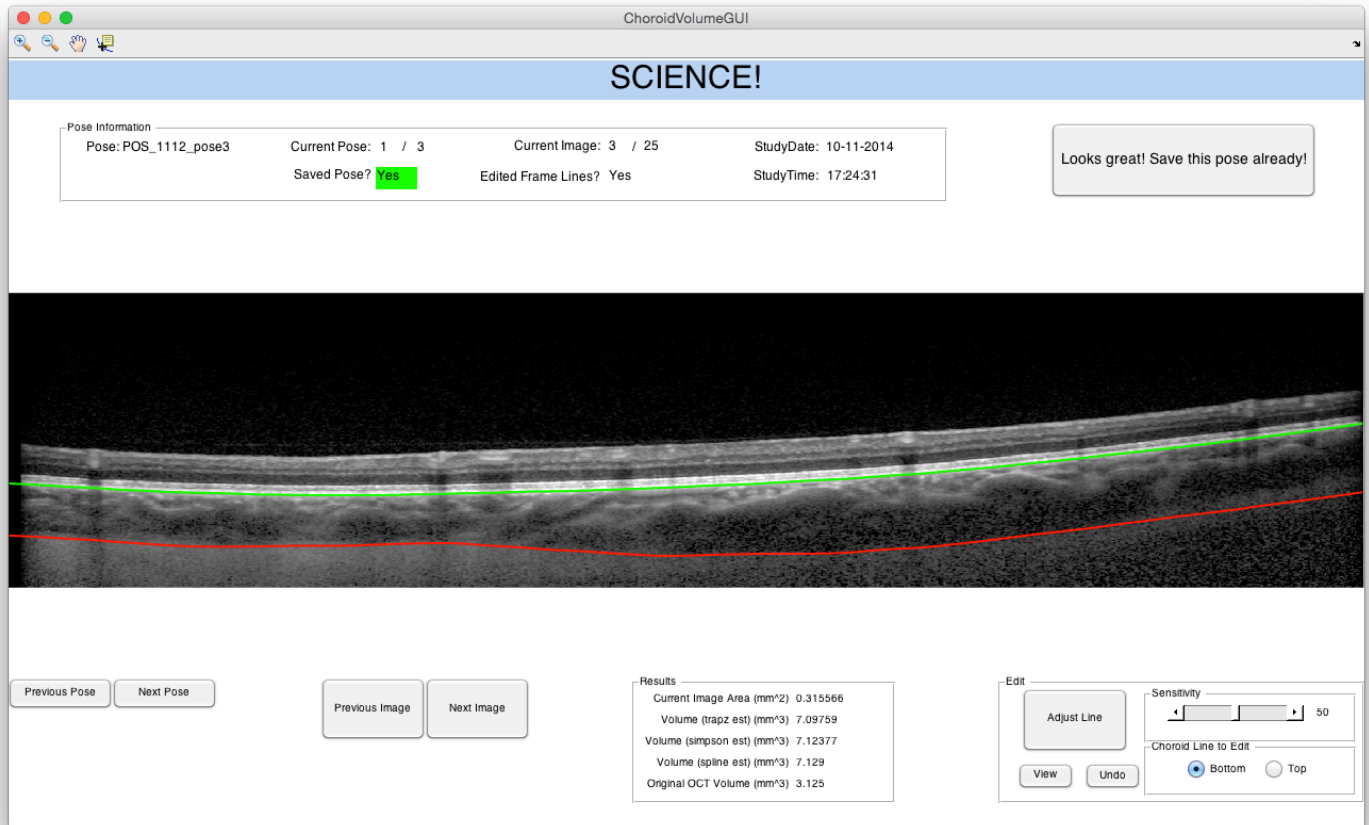 ChoroidVolumeGUI
SCIENCE!
Pose Information
Pose: POS_1112_pose3 Current Pose: 1 / 3 Current Image: 3 / 25 StudyDate: 10-11-2014
Saved Pose? Yes Edited Frame Lines? Yes StudyTime: 17:24:31
Looks great! Save this pose already!
Previous Pose Next Pose
Previous Image Next Image
Results
Current Image Area (mm^2) 0.315566
Volume (trapz est) (mm^3) 7.09759
Volume (simpson est) (mm^3) 7.12377
Volume (spline est) (mm^3) 7.129
Original OCT Volume (mm^3) 3.125
Edit
Adjust Line
View Undo
Sensitivity
50
Choroid Line to Edit
Bottom Top